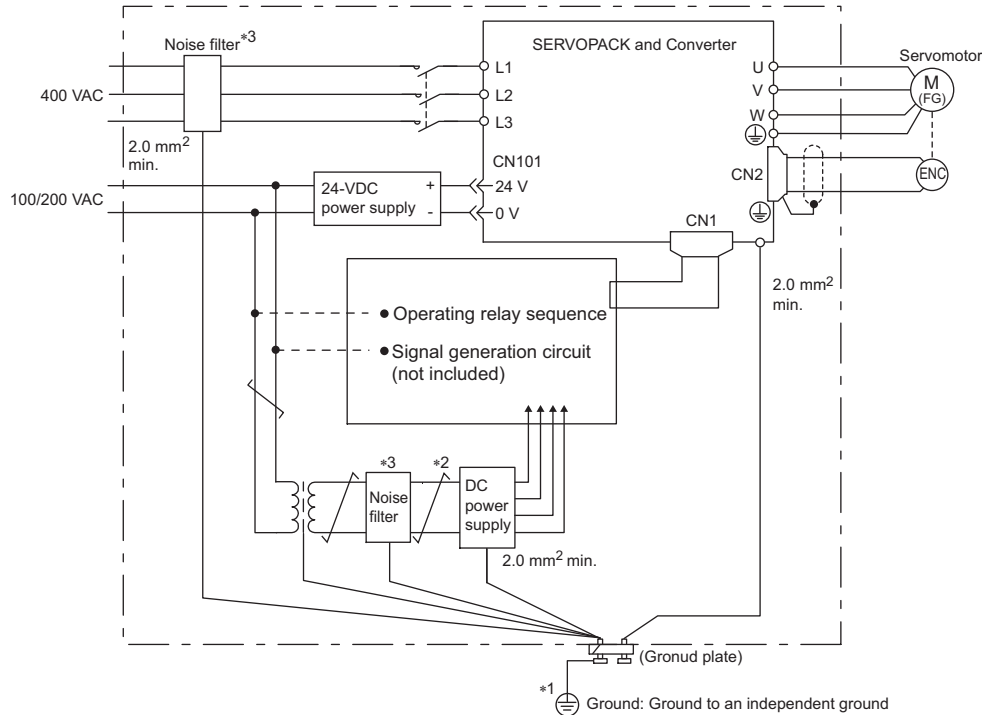 Noise filter*3
SERVOPACK and Converter
Servomotor
400 VAC
L1
L2
L3
U
V
W
M
(FG)
2.0 mm2
min.
CN101
24-VDC
power supply
+
-
24 V
0 V
100/200 VAC
CN2
ENC
CN1
2.0 mm2
min.
● Operating relay sequence
● Signal generation circuit
(not included)
*3
*2
Noise
filter
DC
power
supply
2.0 mm2 min.
(Gronud plate)
*1
Ground: Ground to an independent ground